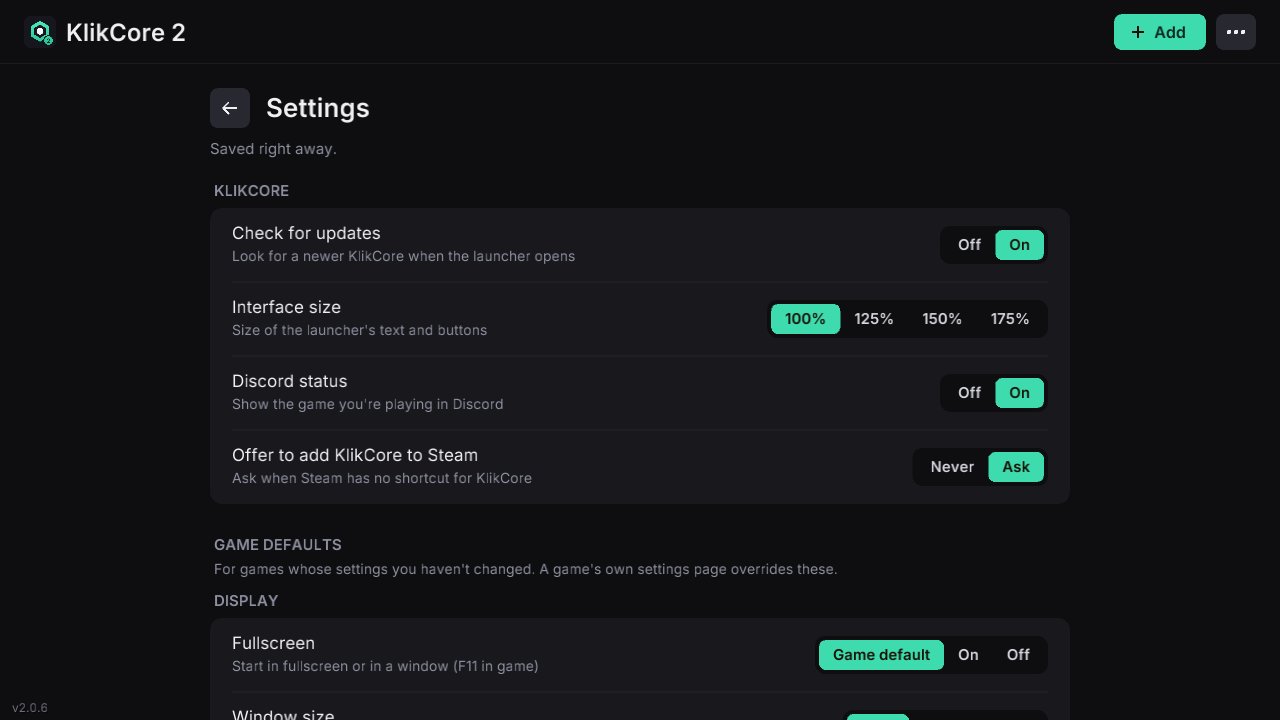 KlikCore 2
+ Add
Settings
Saved right away.
KLIKCORE
Check for updates
Look for a newer KlikCore when the launcher opens
Off On
Interface size
Size of the launcher's text and buttons
100% 125% 150% 175%
Discord status
Show the game you're playing in Discord
Off On
Offer to add KlikCore to Steam
Ask when Steam has no shortcut for KlikCore
Never Ask
GAME DEFAULTS
For games whose settings you haven't changed. A game's own settings page overrides these.
DISPLAY
Fullscreen
Start in fullscreen or in a window (F11 in game)
Game default On Off
Window size
v2.0.6